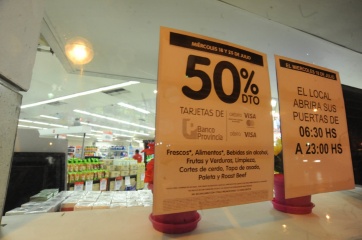 MIÉRCOLES 18 Y 25 DE JULIO
50%
DTO
TARJETAS DE
Banco
Provincia
VISA
VISA
Frescos*, Alimentos*, Bebidas sin alcohol,
Frutas y Verduras, Limpieza,
Cortes de cerdo, Tapa de asado,
Paleta y Roast Beef
EL MIERCOLES 18 DE JULIO
EL LOCAL
ABRIRA SUS
PUERTAS DE
06:30 HS
A 23:00 HS